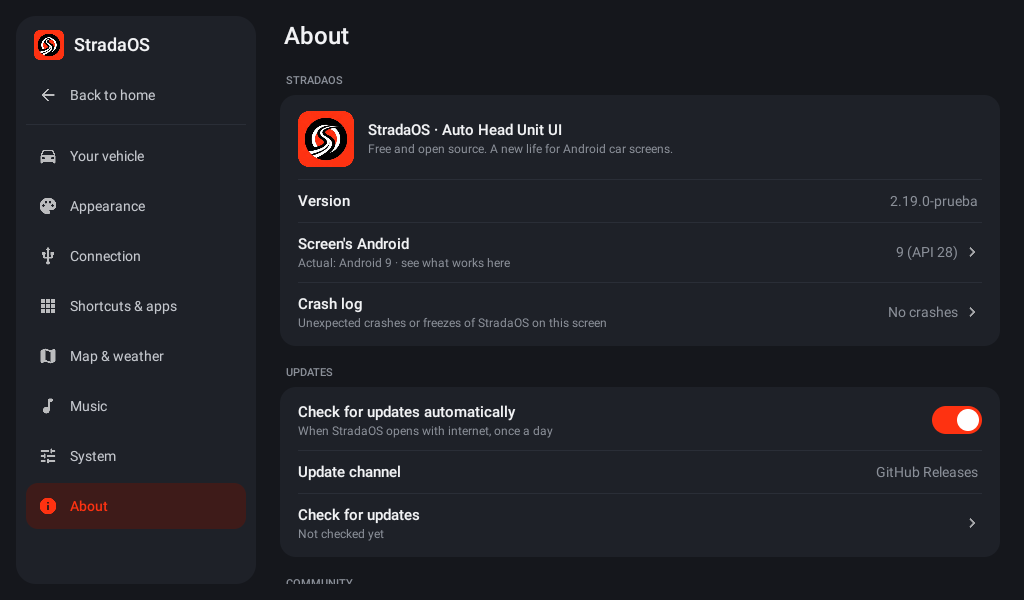 StradaOS
Back to home
Your vehicle
Appearance
Connection
Shortcuts & apps
Map & weather
Music
System
About
About
STRADAOS
StradaOS · Auto Head Unit UI
Free and open source. A new life for Android car screens.
Version
2.19.0-prueba
Screen's Android
Actual: Android 9 · see what works here
9 (API 28)
Crash log
Unexpected crashes or freezes of StradaOS on this screen
No crashes
UPDATES
Check for updates automatically
When StradaOS opens with internet, once a day
Update channel
GitHub Releases
Check for updates
Not checked yet
COMMUNITY